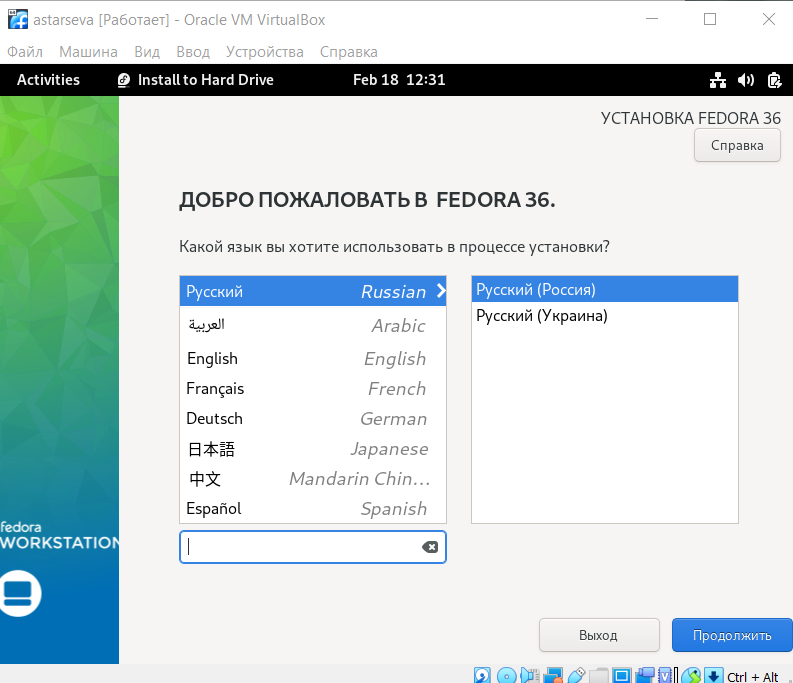 astarseva [Работает] - Oracle VM VirtualBox
Файл Машина Вид Ввод Устройства Справка
Activities Install to Hard Drive Feb 18 12:31
УСТАНОВКА FEDORA 36
Справка
ДОБРО ПОЖАЛОВАТЬ В FEDORA 36.
Какой язык вы хотите использовать в процессе установки?
Русский Russian
العربية Arabic
English English
Français French
Deutsch German
日本語 Japanese
中文 Mandarin Chin...
Español Spanish
Русский (Россия)
Русский (Украина)
fedora
WORKSTATION
Выход Продолжить
Ctrl + Alt